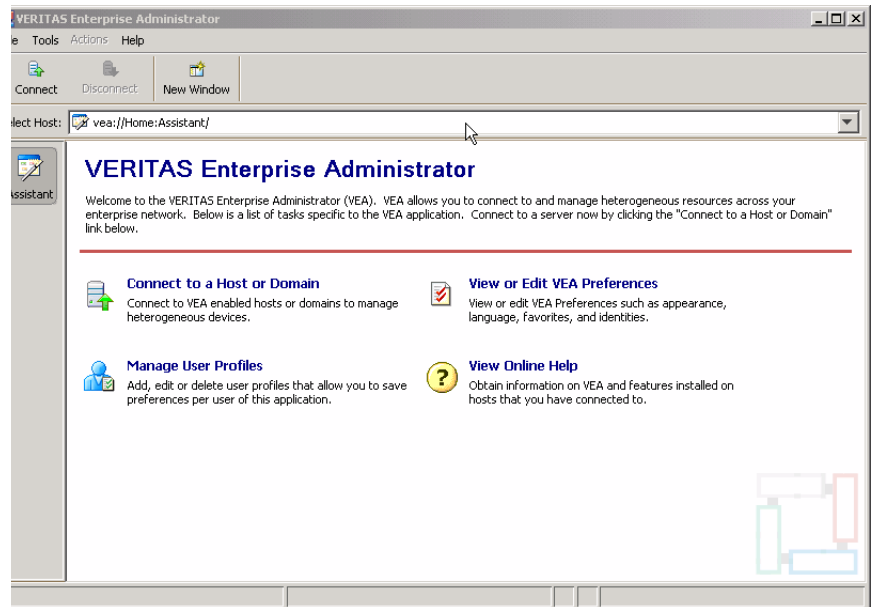 VERITAS Enterprise Administrator
e Tools Actions Help
Connect Disconnect New Window
lect Host: vea://Home:Assistant/
Assistant
VERITAS Enterprise Administrator
Welcome to the VERITAS Enterprise Administrator (VEA). VEA allows you to connect to and manage heterogeneous resources across your
enterprise network. Below is a list of tasks specific to the VEA application. Connect to a server now by clicking the "Connect to a Host or Domain"
link below.
Connect to a Host or Domain
Connect to VEA enabled hosts or domains to manage
heterogeneous devices.
View or Edit VEA Preferences
View or edit VEA Preferences such as appearance,
language, favorites, and identities.
Manage User Profiles
Add, edit or delete user profiles that allow you to save
preferences per user of this application.
View Online Help
Obtain information on VEA and features installed on
hosts that you have connected to.